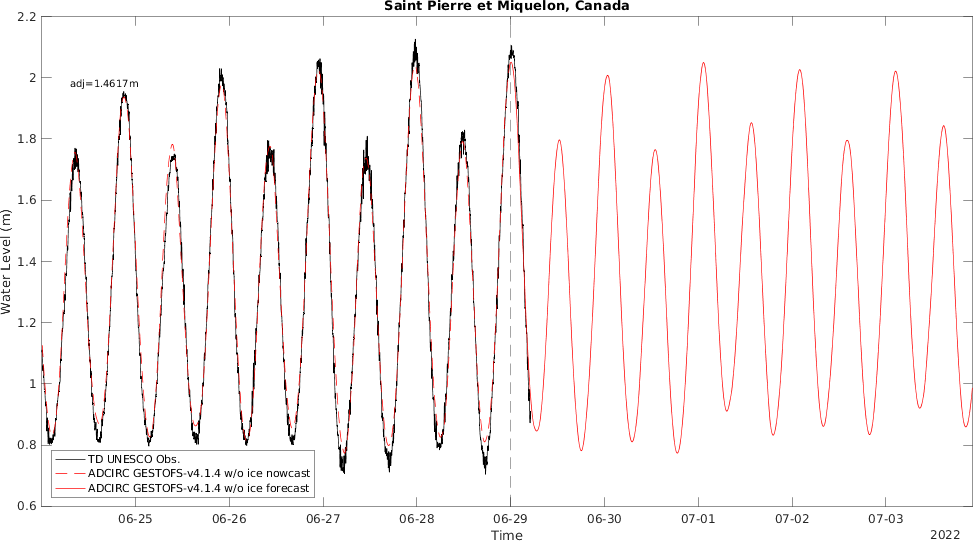 Saint Pierre et Miquelon, Canada
2.2
2
1.8
1.6
1.4
1.2
1
0.8
0.6
Water Level (m)
adj=1.4617m
TD UNESCO Obs.
ADCIRC GESTOFS-v4.1.4 w/o ice nowcast
ADCIRC GESTOFS-v4.1.4 w/o ice forecast
06-25 06-26 06-27 06-28 06-29 06-30 07-01 07-02 07-03
Time
2022